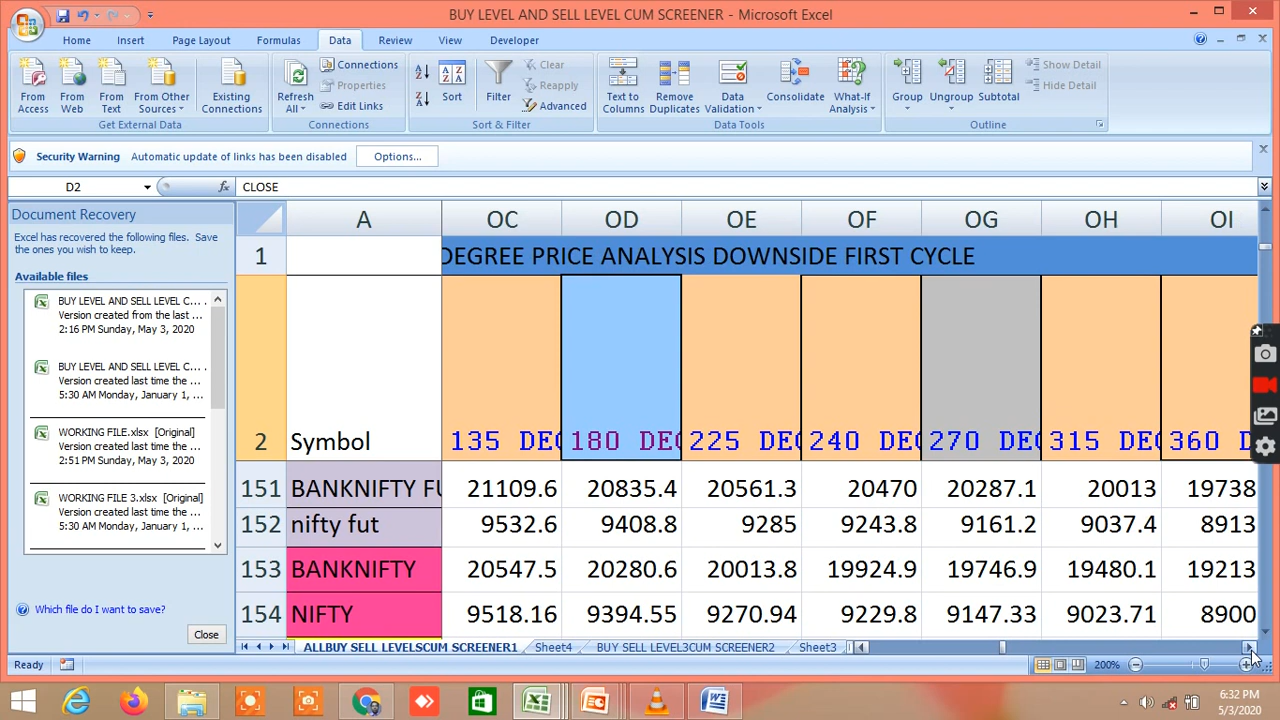 BUY LEVEL AND SELL LEVEL CUM SCREENER - Microsoft Excel
Home Insert Page Layout Formulas Data Review View Developer
From Access
From Web
From Text
From Other Sources
Existing Connections
Get External Data
Refresh All
Connections
Properties
Edit Links
Connections
Sort
Filter
Clear
Reapply
Advanced
Sort & Filter
Text to Columns
Remove Duplicates
Data Validation
Consolidate
What-If Analysis
Data Tools
Group
Ungroup
Subtotal
Show Detail
Hide Detail
Outline
Security Warning Automatic update of links has been disabled Options...
D2 fx CLOSE
Document Recovery
Excel has recovered the following files. Save
the ones you wish to keep.
Available files
BUY LEVEL AND SELL LEVEL C...
Version created from the last ...
2:16 PM Sunday, May 3, 2020
BUY LEVEL AND SELL LEVEL C...
Version created last time the ...
5:30 AM Monday, January 1, ...
WORKING FILE.xlsx [Original]
Version created last time the ...
2:51 PM Sunday, May 3, 2020
WORKING FILE 3.xlsx [Original]
Version created last time the ...
5:30 AM Monday, January 1, ...
Which file do I want to save?
Close
A OC OD OE OF OG OH OI
1 DEGREE PRICE ANALYSIS DOWNSIDE FIRST CYCLE
2 Symbol 135 DEG 180 DEG 225 DEG 240 DEG 270 DEG 315 DEG 360 D
151 BANKNIFTY FU 21109.6 20835.4 20561.3 20470 20287.1 20013 19738
152 nifty fut 9532.6 9408.8 9285 9243.8 9161.2 9037.4 8913
153 BANKNIFTY 20547.5 20280.6 20013.8 19924.9 19746.9 19480.1 19213
154 NIFTY 9518.16 9394.55 9270.94 9229.8 9147.33 9023.71 8900
ALLBUY SELL LEVELSCUM SCREENER1 Sheet4 BUY SELL LEVEL3CUM SCREENER2 Sheet3
Ready 200%
6:32 PM
5/3/2020